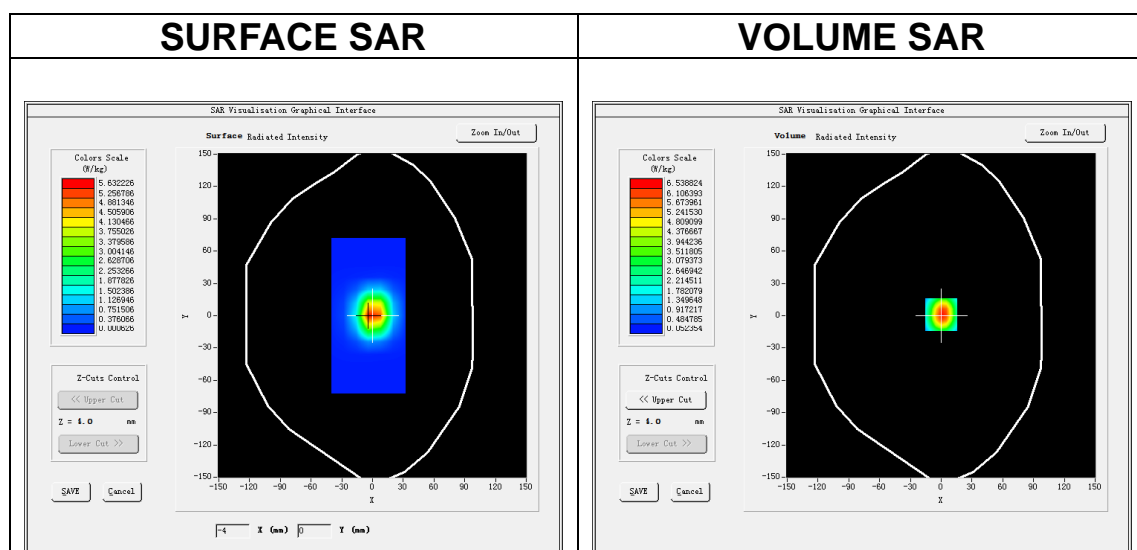 SURFACE SAR
VOLUME SAR
SAR Visualisation Graphical Interface
Surface Radiated Intensity
Zoom In/Out
Colors Scale
(W/kg)
5.632226
5.256786
4.881346
4.505906
4.130466
3.755026
3.379586
3.004146
2.628706
2.253266
1.877826
1.502386
1.126946
0.751506
0.376066
0.000626
150
120
90
60
30
0
-30
-60
-90
-120
-150
Y
-150 -120 -90 -60 -30 0 30 60 90 120 150
X
Z-Cuts Control
<< Upper Cut
Z = 4.0 mm
Lower Cut >>
SAVE Cancel
-4 X (mm) 0 Y (mm)
SAR Visualisation Graphical Interface
Volume Radiated Intensity
Zoom In/Out
Colors Scale
(W/kg)
6.538824
6.106393
5.673961
5.241530
4.809099
4.376667
3.944236
3.511805
3.079373
2.646942
2.214511
1.782079
1.349648
0.917217
0.484785
0.052354
150
120
90
60
30
0
-30
-60
-90
-120
-150
Y
-150 -120 -90 -60 -30 0 30 60 90 120 150
X
Z-Cuts Control
<< Upper Cut
Z = 4.0 mm
Lower Cut >>
SAVE Cancel